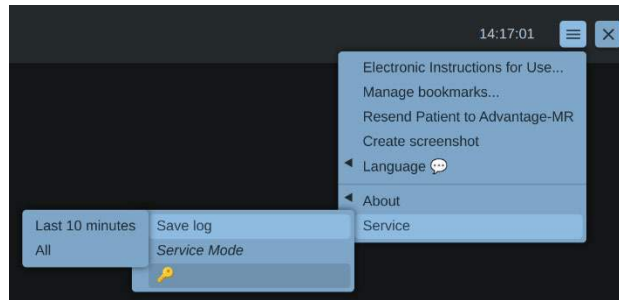 14:17:01
Electronic Instructions for Use...
Manage bookmarks...
Resend Patient to Advantage-MR
Create screenshot
Language 💬
About
Service
Save log
Service Mode
🔑
Last 10 minutes
All